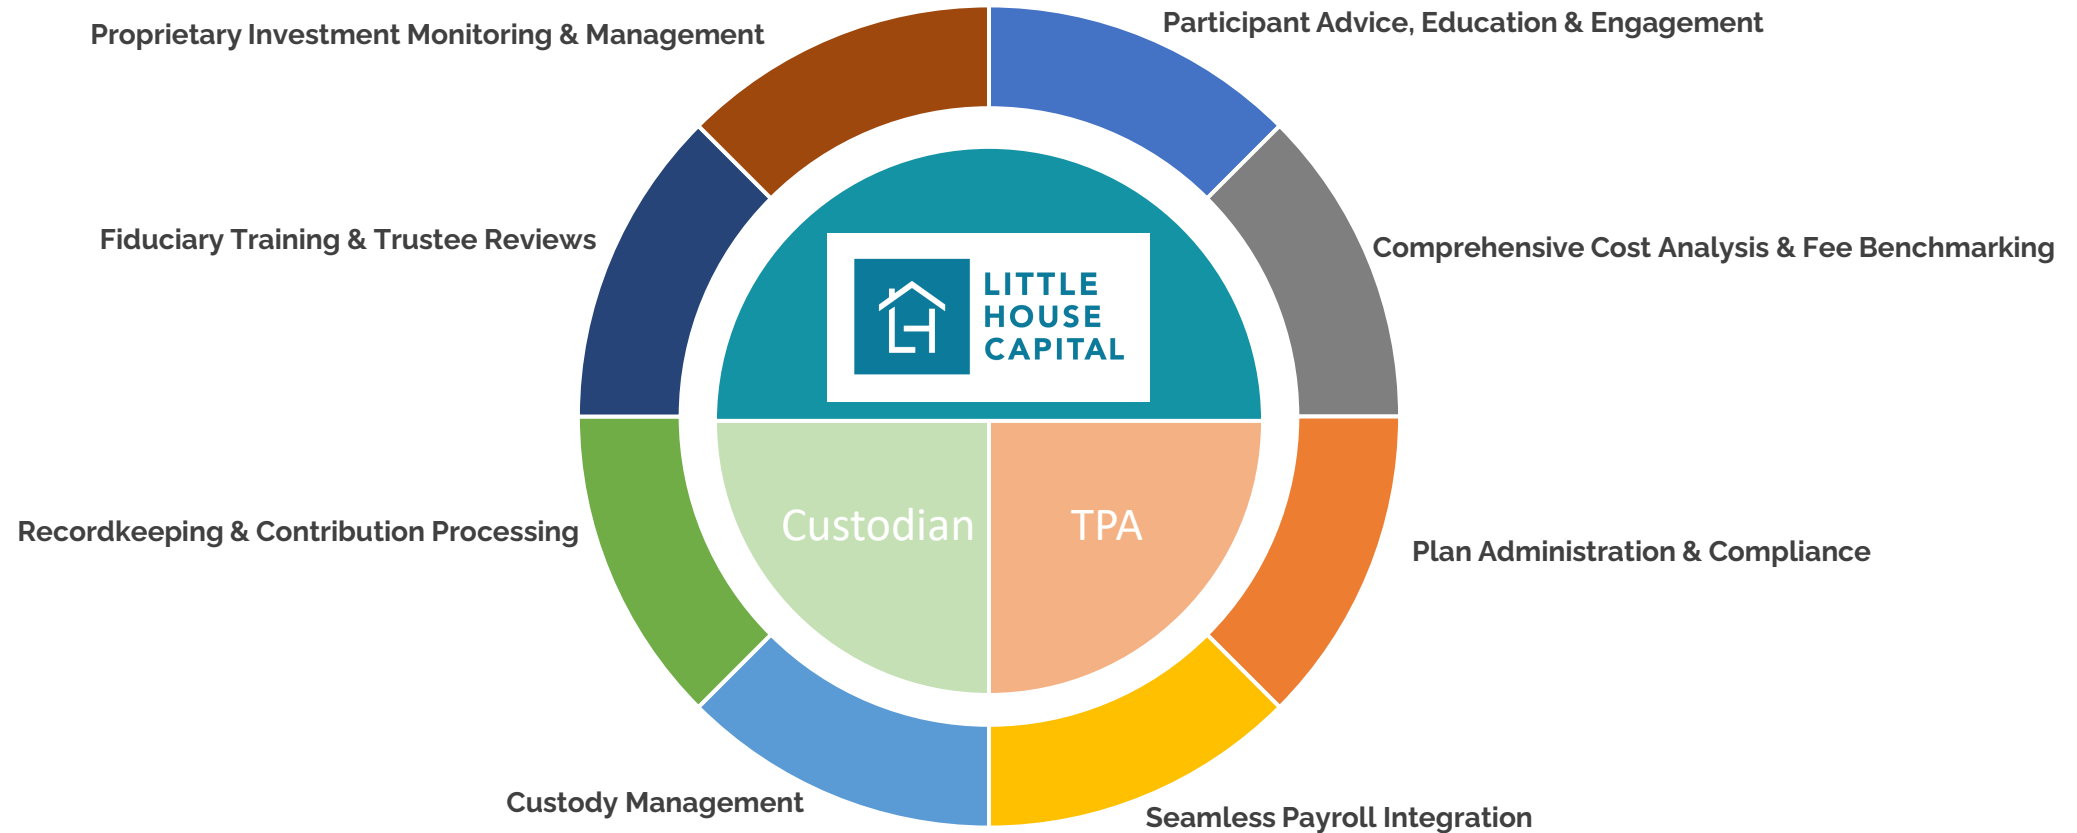 Proprietary Investment Monitoring & Management
Participant Advice, Education & Engagement
Fiduciary Training & Trustee Reviews
Comprehensive Cost Analysis & Fee Benchmarking
LITTLE
HOUSE
CAPITAL
Custodian
TPA
Recordkeeping & Contribution Processing
Plan Administration & Compliance
Custody Management
Seamless Payroll Integration